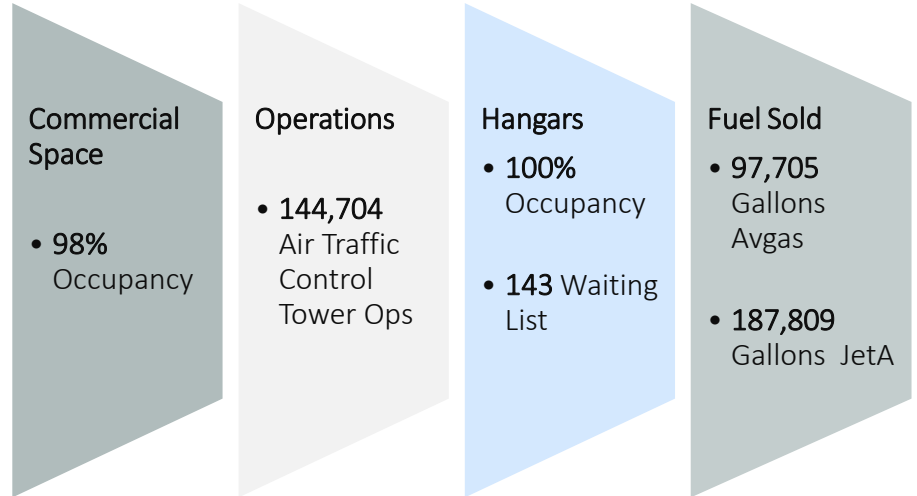 Commercial
Space
• 98%
Occupancy
Operations
• 144,704
Air Traffic
Control
Tower Ops
Hangars
• 100%
Occupancy
• 143 Waiting
List
Fuel Sold
• 97,705
Gallons
Avgas
• 187,809
Gallons JetA